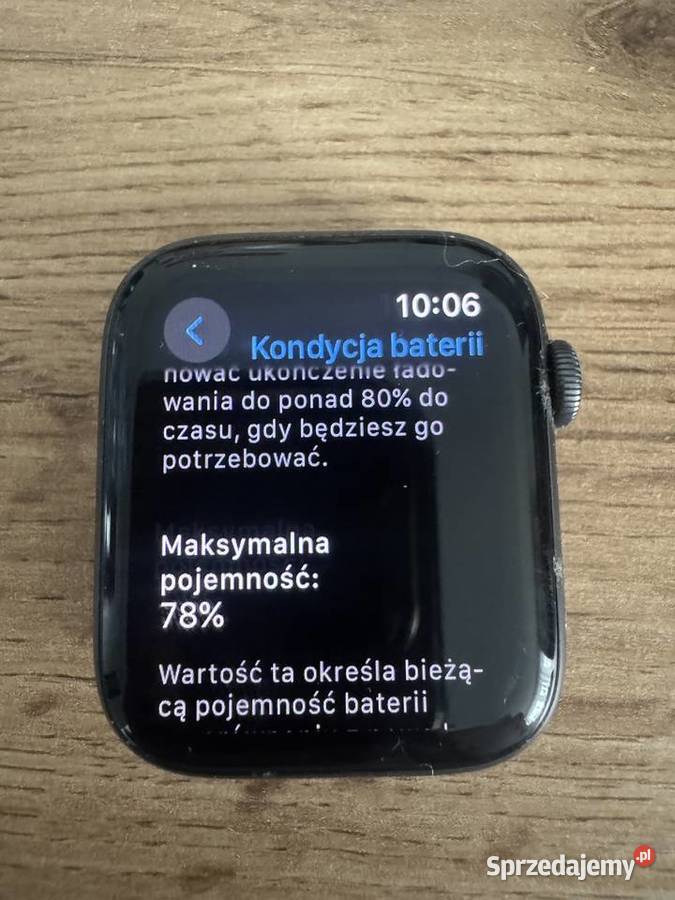 10:06
Kondycja baterii
nować ukończenie łado-
wania do ponad 80% do
czasu, gdy będziesz go
potrzebować.
Maksymalna
pojemność:
78%
Wartość ta określa bieżą-
cą pojemność baterii
Sprzedajemy.pl